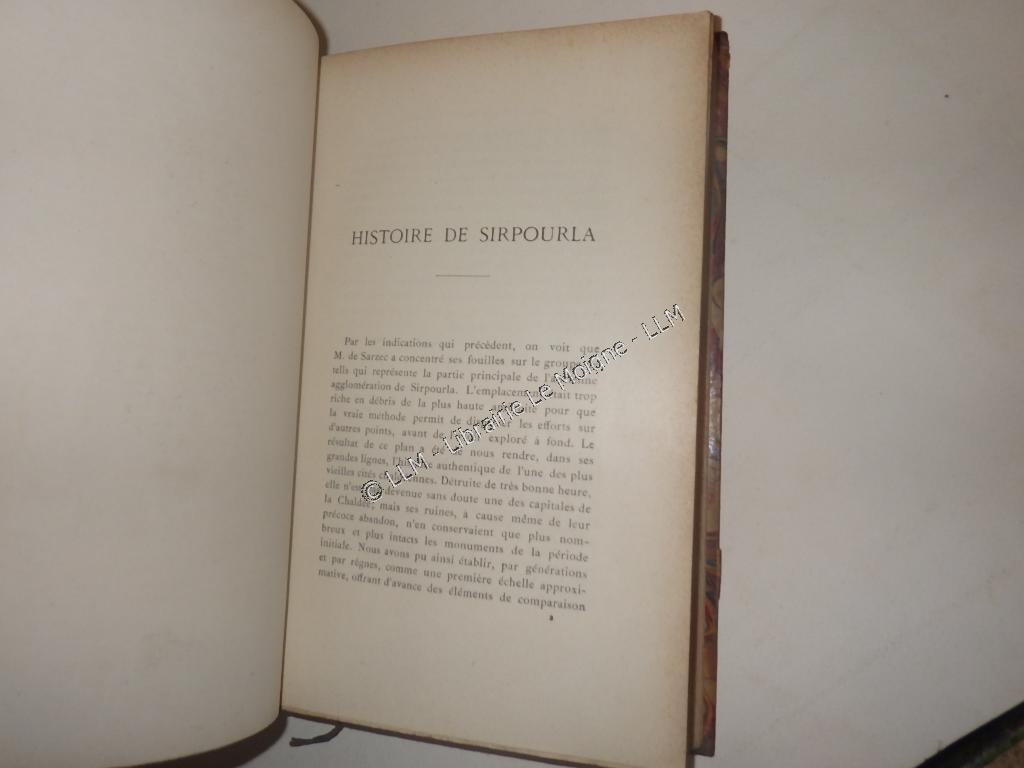 HISTOIRE DE SIRPOURLA
Par les indications qui précèdent, on voit que
M. de Sarzec a concentré ses fouilles sur le groupe
tells qui représente la partie principale de
agglomération de Sirpourla. L'emplacement était trop
riche en débris de la plus haute pour que
la vraie méthode permit de les efforts sur
d'autres points, avant de exploré à fond. Le
résultat de ce plan a nous rendre, dans ses
grandes lignes, authentique de l'une des plus
vieilles cités Détruite de très bonne heure,
elle n'est devenue sans doute une des capitales de
la Chaldée; mais ses ruines, à cause même de leur
précoce abandon, n'en conservaient que plus nom-
breux et plus intacts les monuments de la période
initiale. Nous avons pu ainsi établir, par générations
et par règnes, comme une première échelle approxi-
mative, offrant d'avance des éléments de comparaison
© LLM - Librairie Le Moigne - LLM